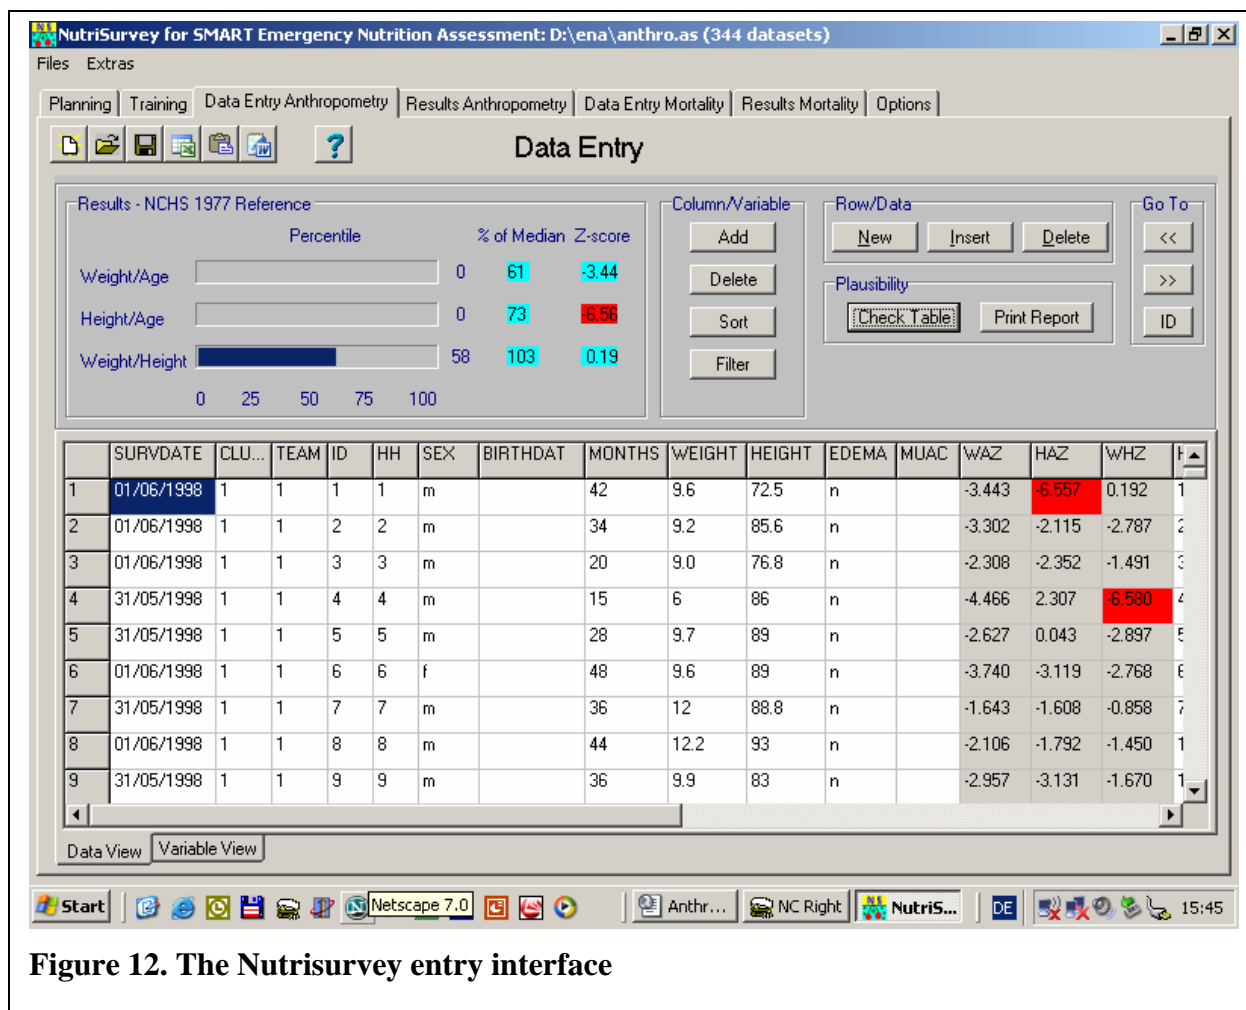 NutriSurvey for SMART Emergency Nutrition Assessment: D:\ena\anthro.as (344 datasets)
Files Extras
Planning Training Data Entry Anthropometry Results Anthropometry Data Entry Mortality Results Mortality Options
? Data Entry
Results - NCHS 1977 Reference Column/Variable Row/Data Go To
Percentile % of Median Z-score Add New Insert Delete <<
Weight/Age 0 61 -3.44 Delete Plausibility >>
Height/Age 0 73 -6.56 Sort Check Table Print Report ID
Weight/Height 58 103 0.19 Filter
0 25 50 75 100
SURVDATE CLU... TEAM ID HH SEX BIRTHDAT MONTHS WEIGHT HEIGHT EDEMA MUAC WAZ HAZ WHZ
1 01/06/1998 1 1 1 1 m 42 9.6 72.5 n -3.443 -6.557 0.192 1
2 01/06/1998 1 1 2 2 m 34 9.2 85.6 n -3.302 -2.115 -2.787 2
3 01/06/1998 1 1 3 3 m 20 9.0 76.8 n -2.308 -2.352 -1.491 3
4 31/05/1998 1 1 4 4 m 15 6 86 n -4.466 2.307 -6.580 4
5 31/05/1998 1 1 5 5 m 28 9.7 89 n -2.627 0.043 -2.897 5
6 01/06/1998 1 1 6 6 f 48 9.6 89 n -3.740 -3.119 -2.768 6
7 31/05/1998 1 1 7 7 m 36 12 88.8 n -1.643 -1.608 -0.858 7
8 01/06/1998 1 1 8 8 m 44 12.2 93 n -2.106 -1.792 -1.450 1
9 31/05/1998 1 1 9 9 m 36 9.9 83 n -2.957 -3.131 -1.670 1
Data View Variable View
Start Netscape 7.0 Anthr... NC Right NutriS... DE 15:45
Figure 12. The Nutrisurvey entry interface